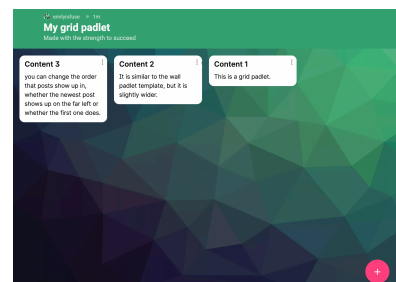 emlynsfuse + 1m
My grid padlet
Made with the strength to succeed
Content 3
you can change the order
that posts show up in,
whether the newest post
shows up on the far left or
whether the first one does.
Content 2
It is similar to the wall
padlet template, but it is
slightly wider.
Content 1
This is a grid padlet.